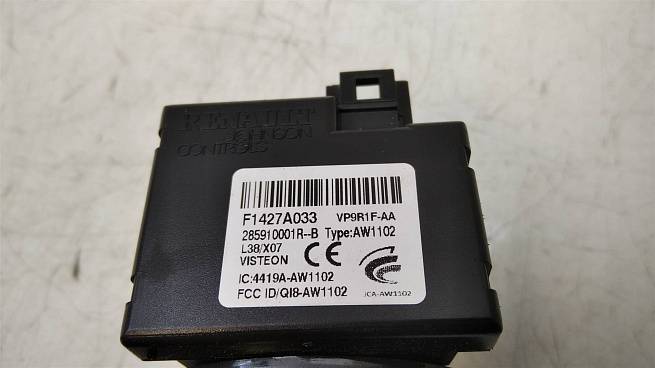 RENAULT
JOHNSON
CONTROLS
F1427A033 VP9R1F-AA
285910001R--B Type:AW1102
L38/X07
VISTEON CE
IC:4419A-AW1102
FCC ID/QI8-AW1102 JCA-AW1102